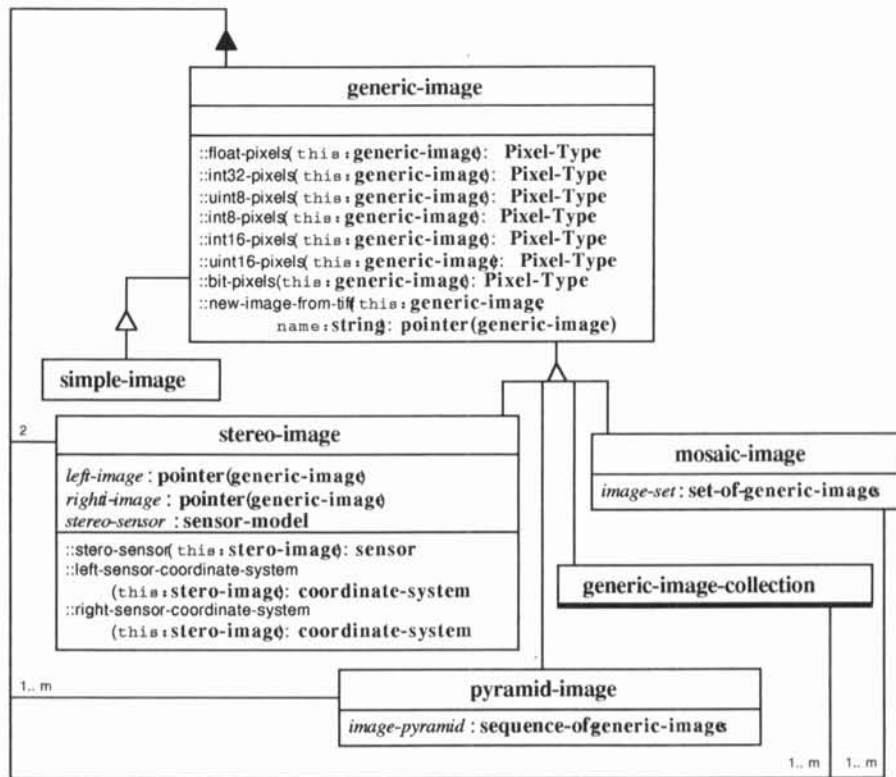 generic-image
::float-pixels(this:generic-image): Pixel-Type
::int32-pixels(this:generic-image): Pixel-Type
::uint8-pixels(this:generic-image): Pixel-Type
::int8-pixels(this:generic-image): Pixel-Type
::int16-pixels(this:generic-image): Pixel-Type
::uint16-pixels(this:generic-image): Pixel-Type
::bit-pixels(this:generic-image): Pixel-Type
::new-image-from-tiff(this:generic-image,
name:string): pointer(generic-image)
simple-image
2
stereo-image
left-image: pointer(generic-image)
right-image: pointer(generic-image)
stereo-sensor: sensor-model
::stero-sensor(this:stero-image): sensor
::left-sensor-coordinate-system
(this:stero-image): coordinate-system
::right-sensor-coordinate-system
(this:stero-image): coordinate-system
mosaic-image
image-set: set-of-generic-images
generic-image-collection
1.. m
pyramid-image
image-pyramid: sequence-of-generic-images
1.. m
1.. m